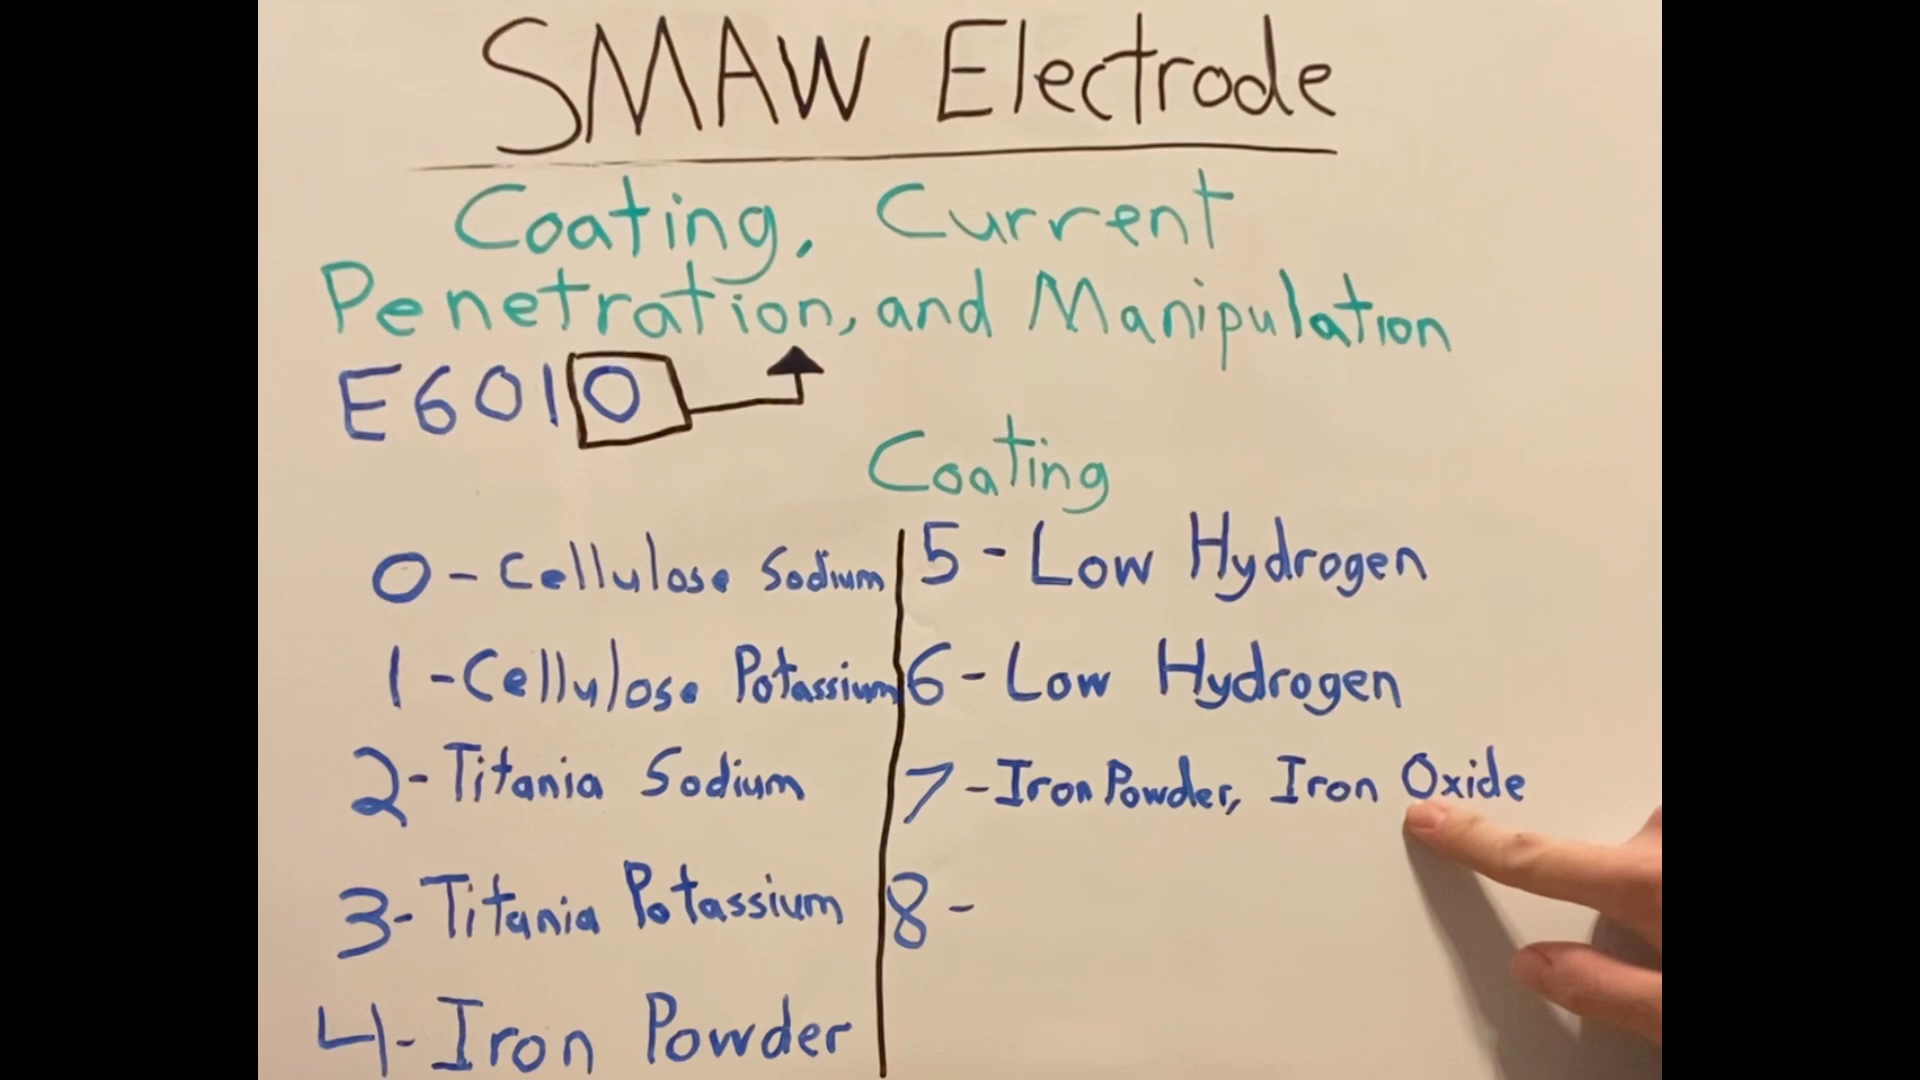 SMAW Electrode
Coating, Current
Penetration, and Manipulation
E6010
Coating
0 - Cellulose Sodium
1 - Cellulose Potassium
2 - Titania Sodium
3 - Titania Potassium
4 - Iron Powder
5 - Low Hydrogen
6 - Low Hydrogen
7 - Iron Powder, Iron Oxide
8 -